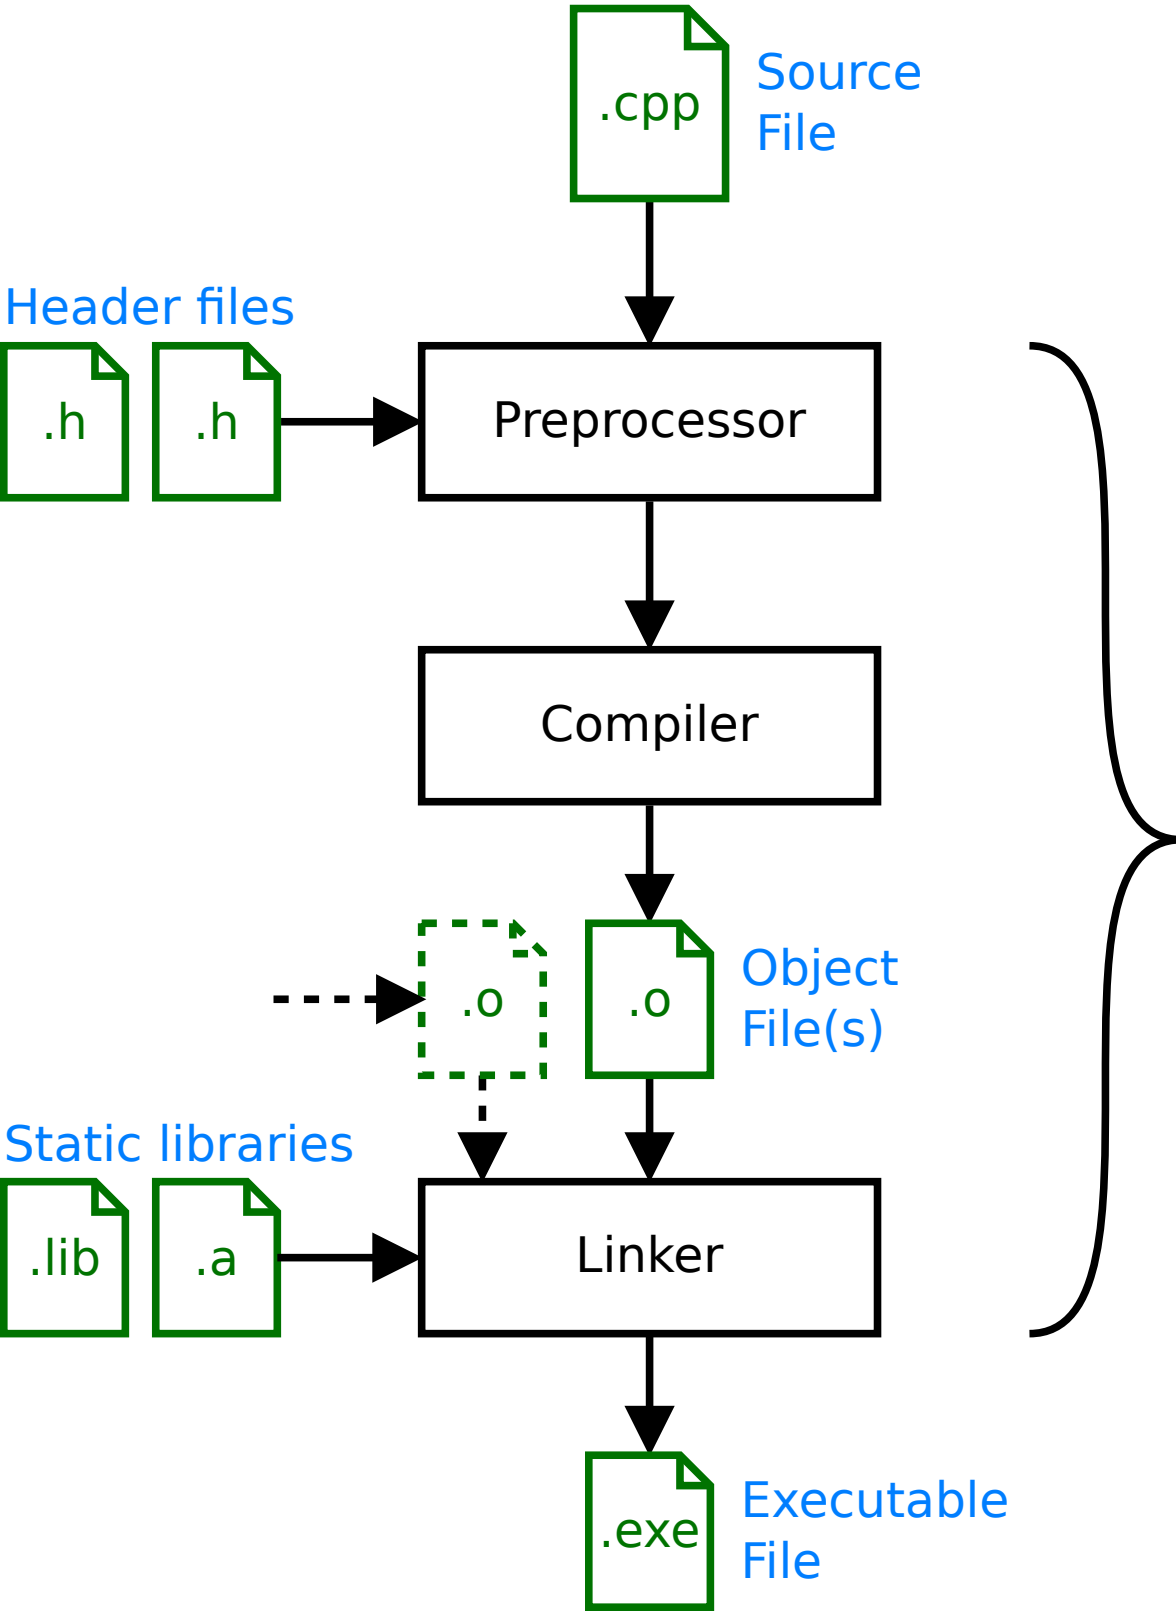 .cpp
Source
File
Header files
.h
.h
Preprocessor
Compiler
.o
.o
Object
File(s)
Static libraries
.lib
.a
Linker
.exe
Executable
File